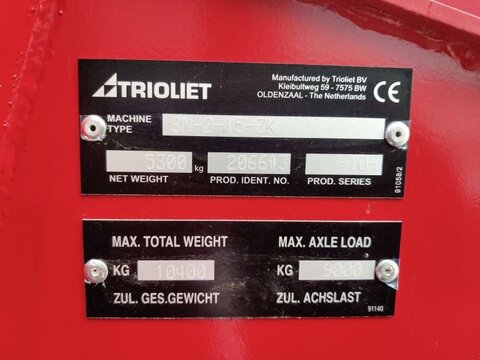 TRIOLIET
Manufactured by Trioliet BV
Kleibultweg 59 - 7575 BW
OLDENZAAL - The Netherlands
CE
MACHINE
TYPE
5300 kg
NET WEIGHT
PROD. IDENT. NO.
PROD. SERIES
91058/2
MAX. TOTAL WEIGHT
MAX. AXLE LOAD
KG 10400
KG 9000
ZUL. GES.GEWICHT
ZUL. ACHSLAST
91140